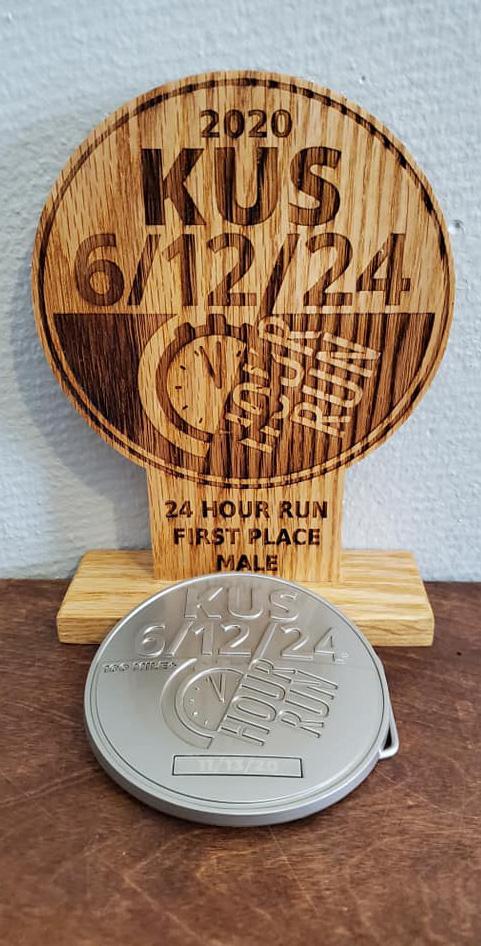 2020
KUS
6/12/24
HOUR
RUN
24 HOUR RUN
FIRST PLACE
MALE
KUS
6/12/24
HOUR
RUN
11/13/20